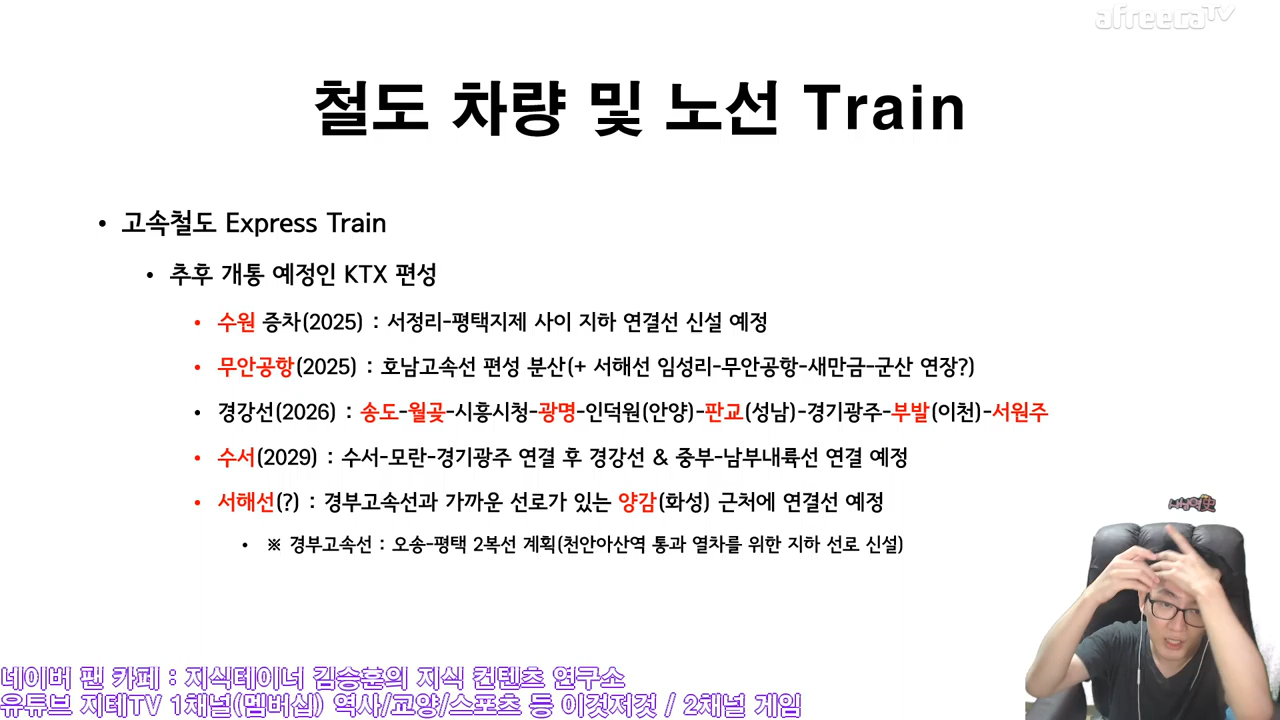 afreecaTV
철도 차량 및 노선 Train
• 고속철도 Express Train
• 추후 개통 예정인 KTX 편성
• 수원 증차(2025) : 서정리-평택지제 사이 지하 연결선 신설 예정
• 무안공항(2025) : 호남고속선 편성 분산(+ 서해선 임성리-무안공항-새만금-군산 연장?)
• 경강선(2026) : 송도-월곶-시흥시청-광명-인덕원(안양)-판교(성남)-경기광주-부발(이천)-서원주
• 수서(2029) : 수서-모란-경기광주 연결 후 경강선 & 중부-남부내륙선 연결 예정
• 서해선(?) : 경부고속선과 가까운 선로가 있는 양감(화성) 근처에 연결선 예정
• ※ 경부고속선 : 오송-평택 2복선 계획(천안아산역 통과 열차를 위한 지하 선로 신설)
네이버 팬 카페 : 지식테이너 김승훈의 지식 컨텐츠 연구소
유튜브 지테TV 1채널(멤버십) 역사/교양/스포츠 등 이것저것 / 2채널 게임